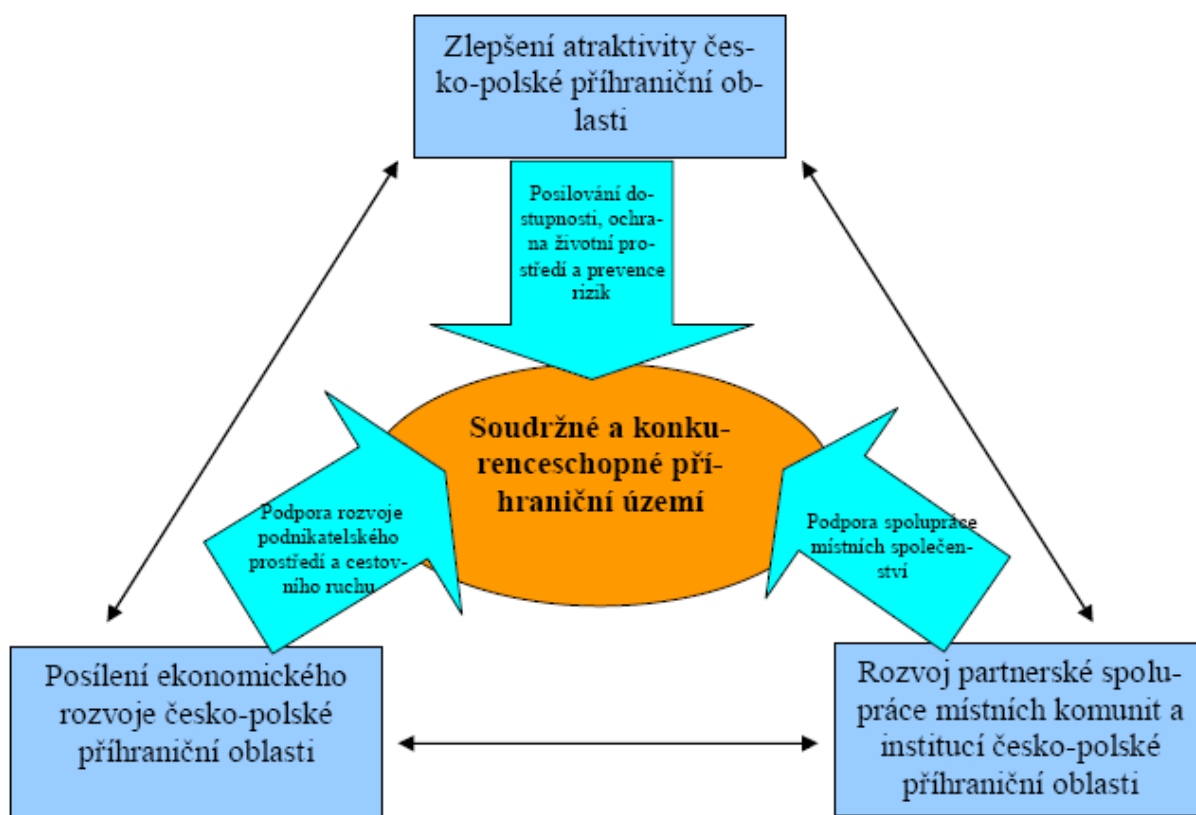 Zlepšení atraktivity čes-
ko-polské příhraniční ob-
lasti
Posilování do-
stupnosti, ochra-
na životní pro-
středí a prevence
rizik
Soudržné a konku-
renceschopné pří-
hraniční území
Podpora rozvoje
podnikatelského
prostředí a cestov-
ního ruchu
Podpora spolupráce
místních společen-
ství
Posílení ekonomického
rozvoje česko-polské
příhraniční oblasti
Rozvoj partnerské spolu-
práce místních komunit a
institucí česko-polské
příhraniční oblasti